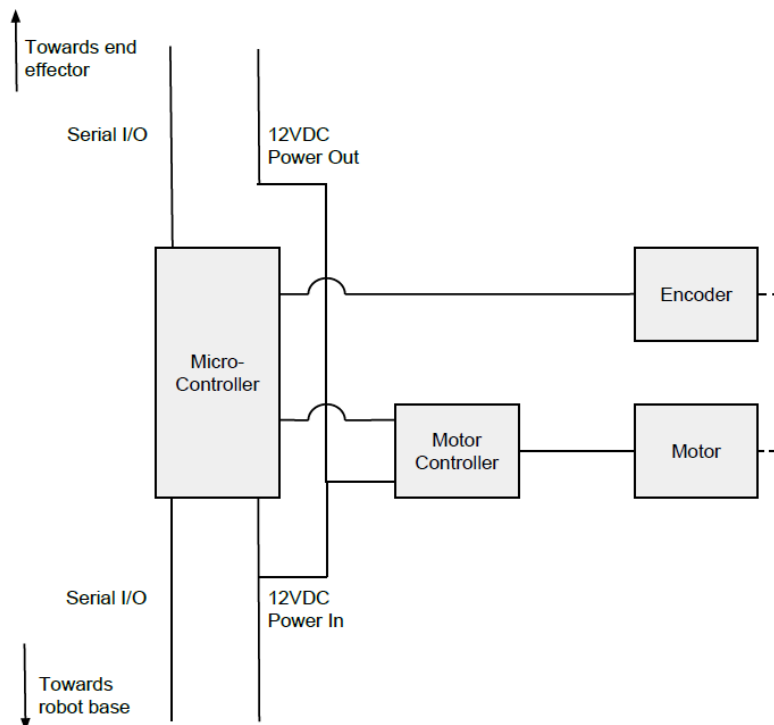 Towards end
effector
Serial I/O
12VDC
Power Out
Encoder
Micro-
Controller
Motor
Controller
Motor
Serial I/O
12VDC
Power In
Towards
robot base